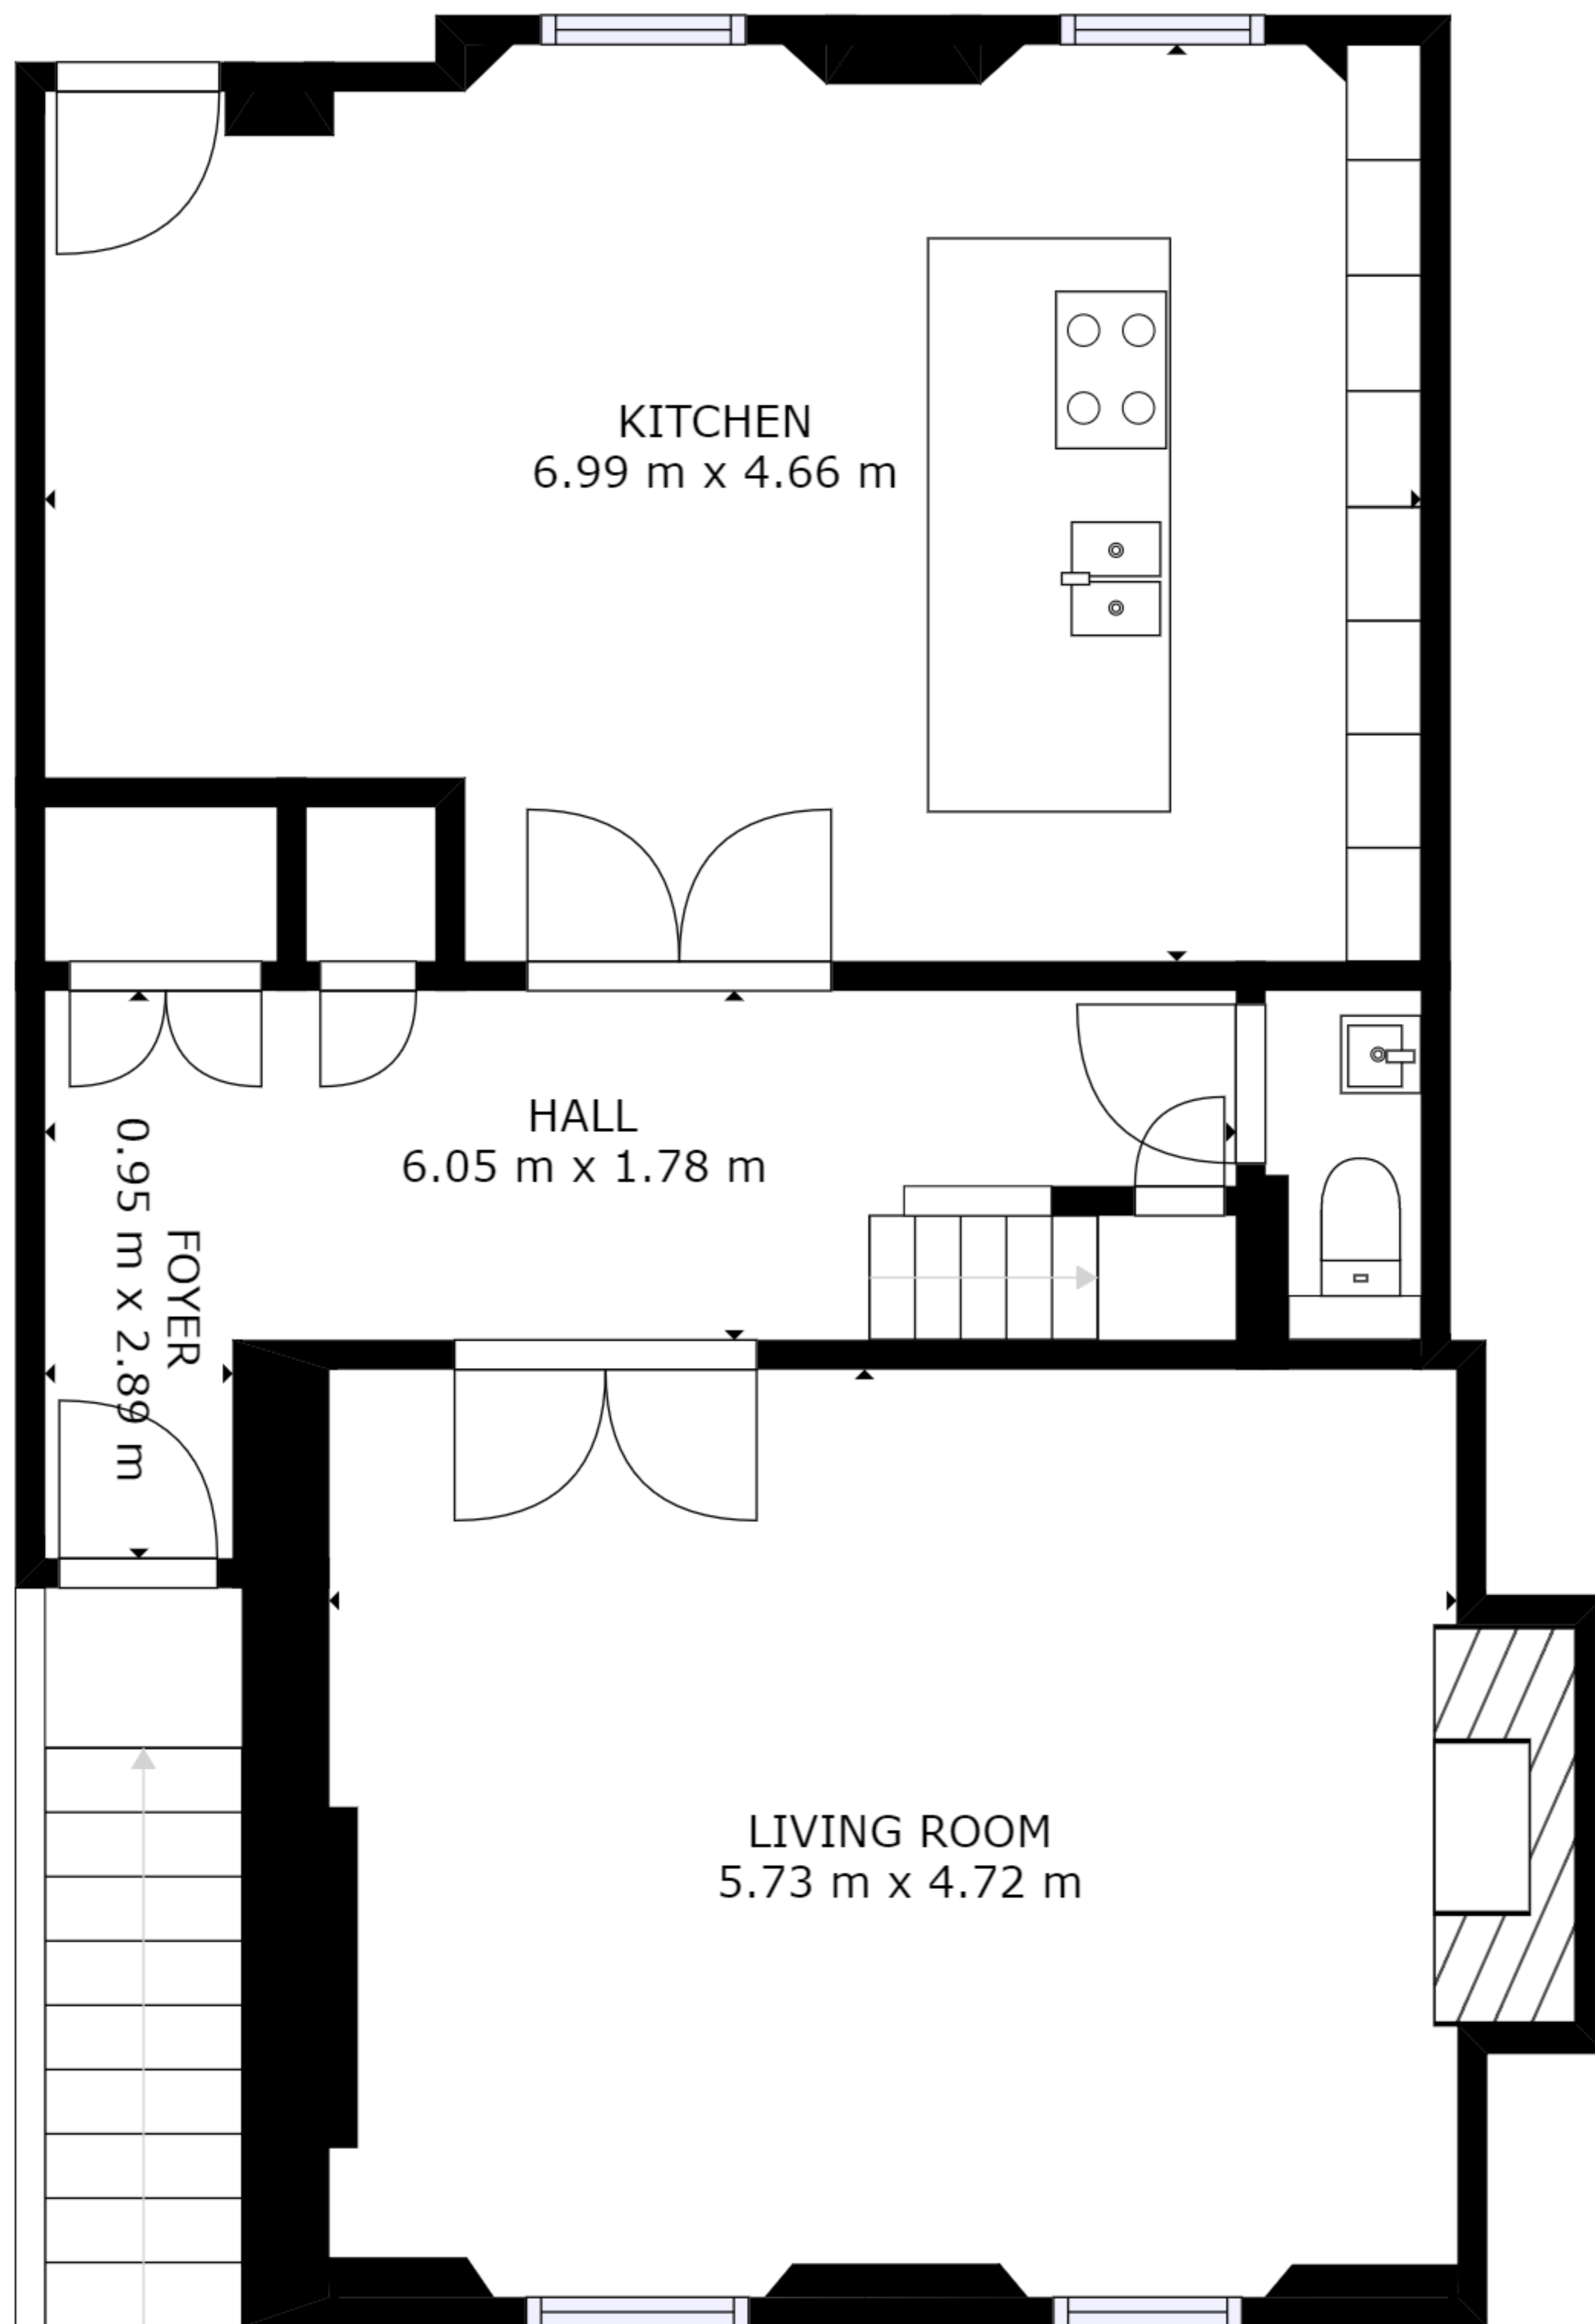 KITCHEN
6.99 m x 4.66 m
HALL
6.05 m x 1.78 m
FOYER
0.95 m x 2.89 m
LIVING ROOM
5.73 m x 4.72 m